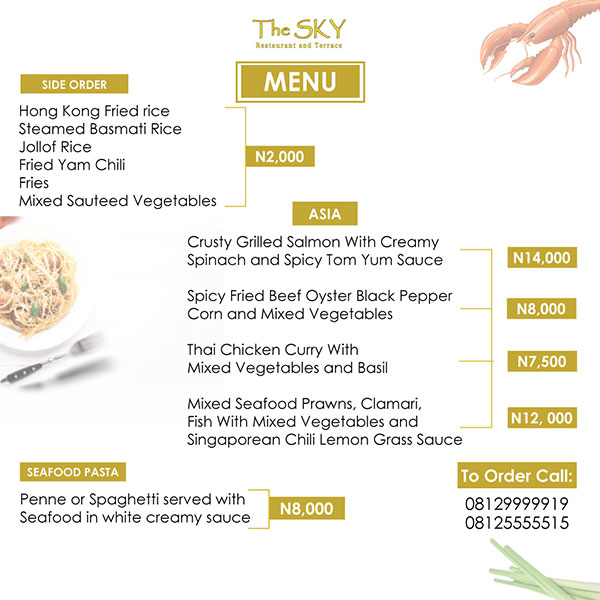 The SKY
Restaurant and Terrace
MENU
SIDE ORDER
Hong Kong Fried rice
Steamed Basmati Rice
Jollof Rice
Fried Yam Chili
Fries
Mixed Sauteed Vegetables
N2,000
ASIA
Crusty Grilled Salmon With Creamy
Spinach and Spicy Tom Yum Sauce
N14,000
Spicy Fried Beef Oyster Black Pepper
Corn and Mixed Vegetables
N8,000
Thai Chicken Curry With
Mixed Vegetables and Basil
N7,500
Mixed Seafood Prawns, Clamari,
Fish With Mixed Vegetables and
Singaporean Chili Lemon Grass Sauce
N12, 000
SEAFOOD PASTA
Penne or Spaghetti served with
Seafood in white creamy sauce
N8,000
To Order Call:
08129999919
08125555515